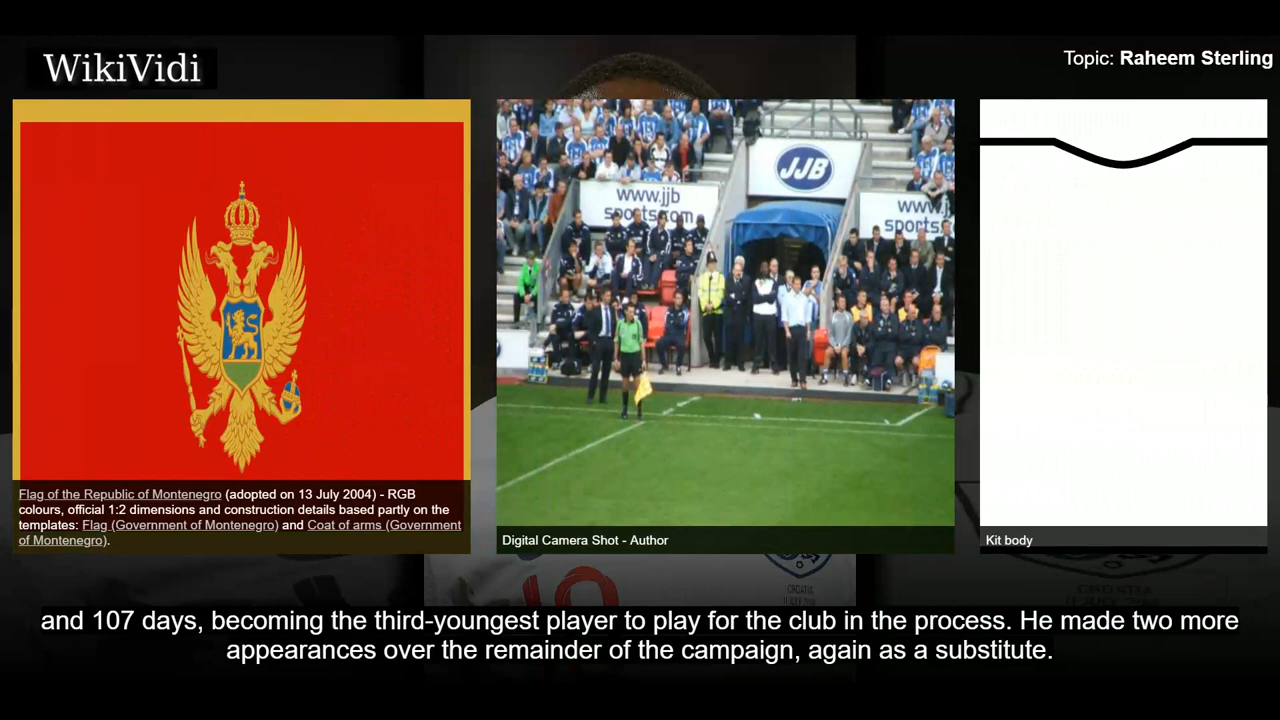 WikiVidi
Topic: Raheem Sterling
JJB
www.jjb
sports.com
Flag of the Republic of Montenegro (adopted on 13 July 2004) - RGB
colours, official 1:2 dimensions and construction details based partly on the
templates: Flag (Government of Montenegro) and Coat of arms (Government
of Montenegro).
Digital Camera Shot - Author
Kit body
10
CROATIA
and 107 days, becoming the third-youngest player to play for the club in the process. He made two more
appearances over the remainder of the campaign, again as a substitute.